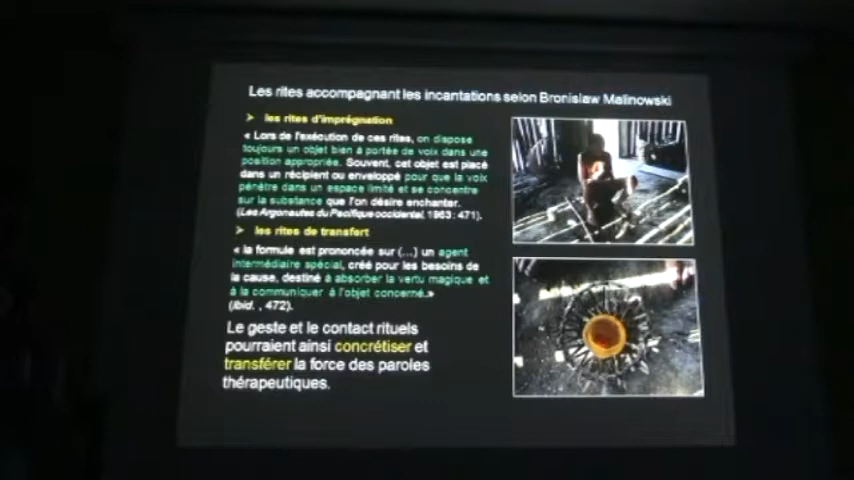 Les rites accompagnant les incantations selon Bronislaw Malinowski
➤ les rites d'imprégnation
« Lors de l'exécution de ces rites, on dispose
toujours un objet bien à portée de voix dans une
position appropriée. Souvent, cet objet est placé
dans un récipient ou enveloppé pour que la voix
pénètre dans un espace limité et se concentre
sur la substance que l'on désire enchanter.
(Les Argonautes du Pacifique occidental, 1963 : 471).
➤ les rites de transfert
« la formule est prononcée sur (...) un agent
intermédiaire spécial, créé pour les besoins de
la cause, destiné à absorber la vertu magique et
à la communiquer à l'objet concerné.»
(Ibid. , 472).
Le geste et le contact rituels
pourraient ainsi concrétiser et
transférer la force des paroles
thérapeutiques.